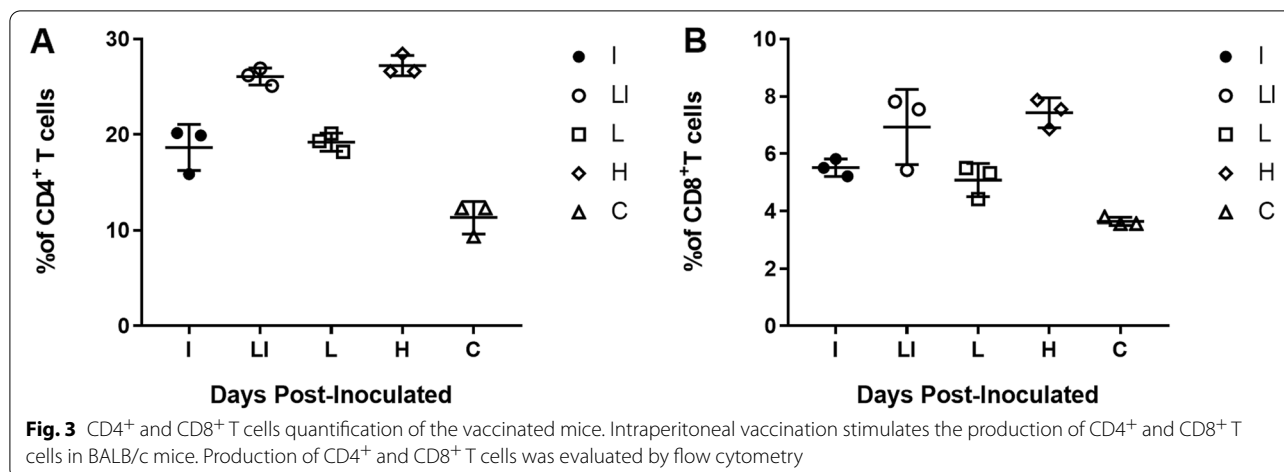 A
30
20
10
0
%of CD4⁺ T cells
I LI L H C
Days Post-Inoculated
I
LI
L
H
C
B
10
8
6
4
2
0
%of CD8⁺T cells
I LI L H C
Days Post-Inoculated
I
LI
L
H
C
Fig. 3 CD4⁺ and CD8⁺ T cells quantification of the vaccinated mice. Intraperitoneal vaccination stimulates the production of CD4⁺ and CD8⁺ T
cells in BALB/c mice. Production of CD4⁺ and CD8⁺ T cells was evaluated by flow cytometry